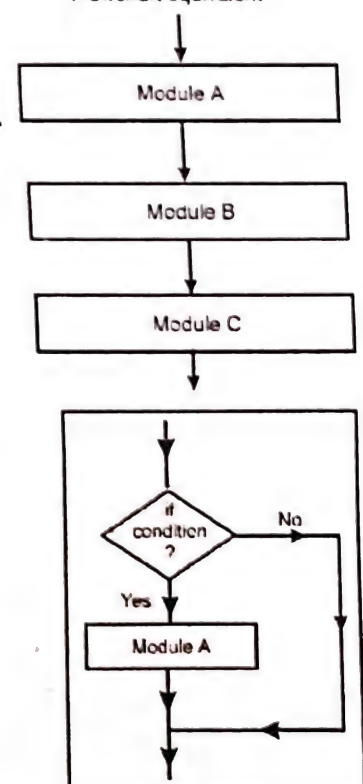 Module A
Module B
Module C
if
condition
?
No
Yes
Module A